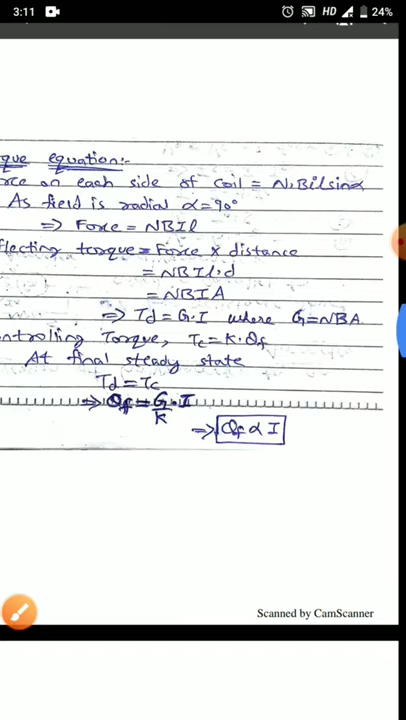 3:11 HD 24%
que equation:-
rce on each side of coil = N.Bilsinα
As field is radial α=90°
⇒ Force = NBIl
flecting torque = Force × distance
= NBIl.d
= NBIA
⇒ Td = G.I where G=NBA
ntrolling Torque, Tc = K.θf
At final steady state
Td = Tc
⇒ θf = G/K . I
⇒ θf α I
Scanned by CamScanner